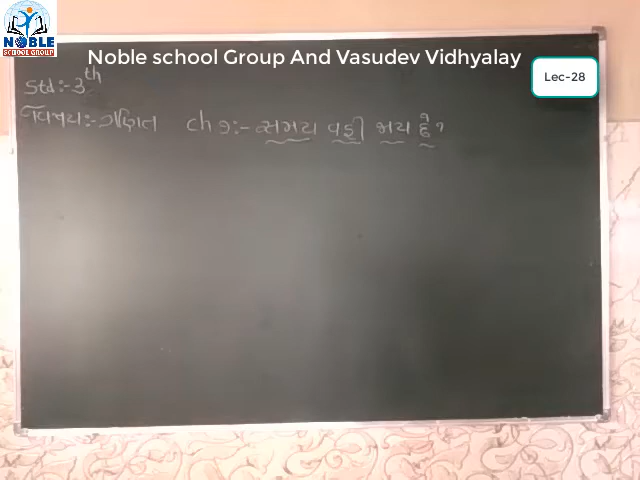 NOBLE
SCHOOL GROUP
Noble school Group And Vasudev Vidhyalay
Lec-28
Std:-3th
વિષય:-ગણિત ch ૭:- સમય વહી જાય છે ?